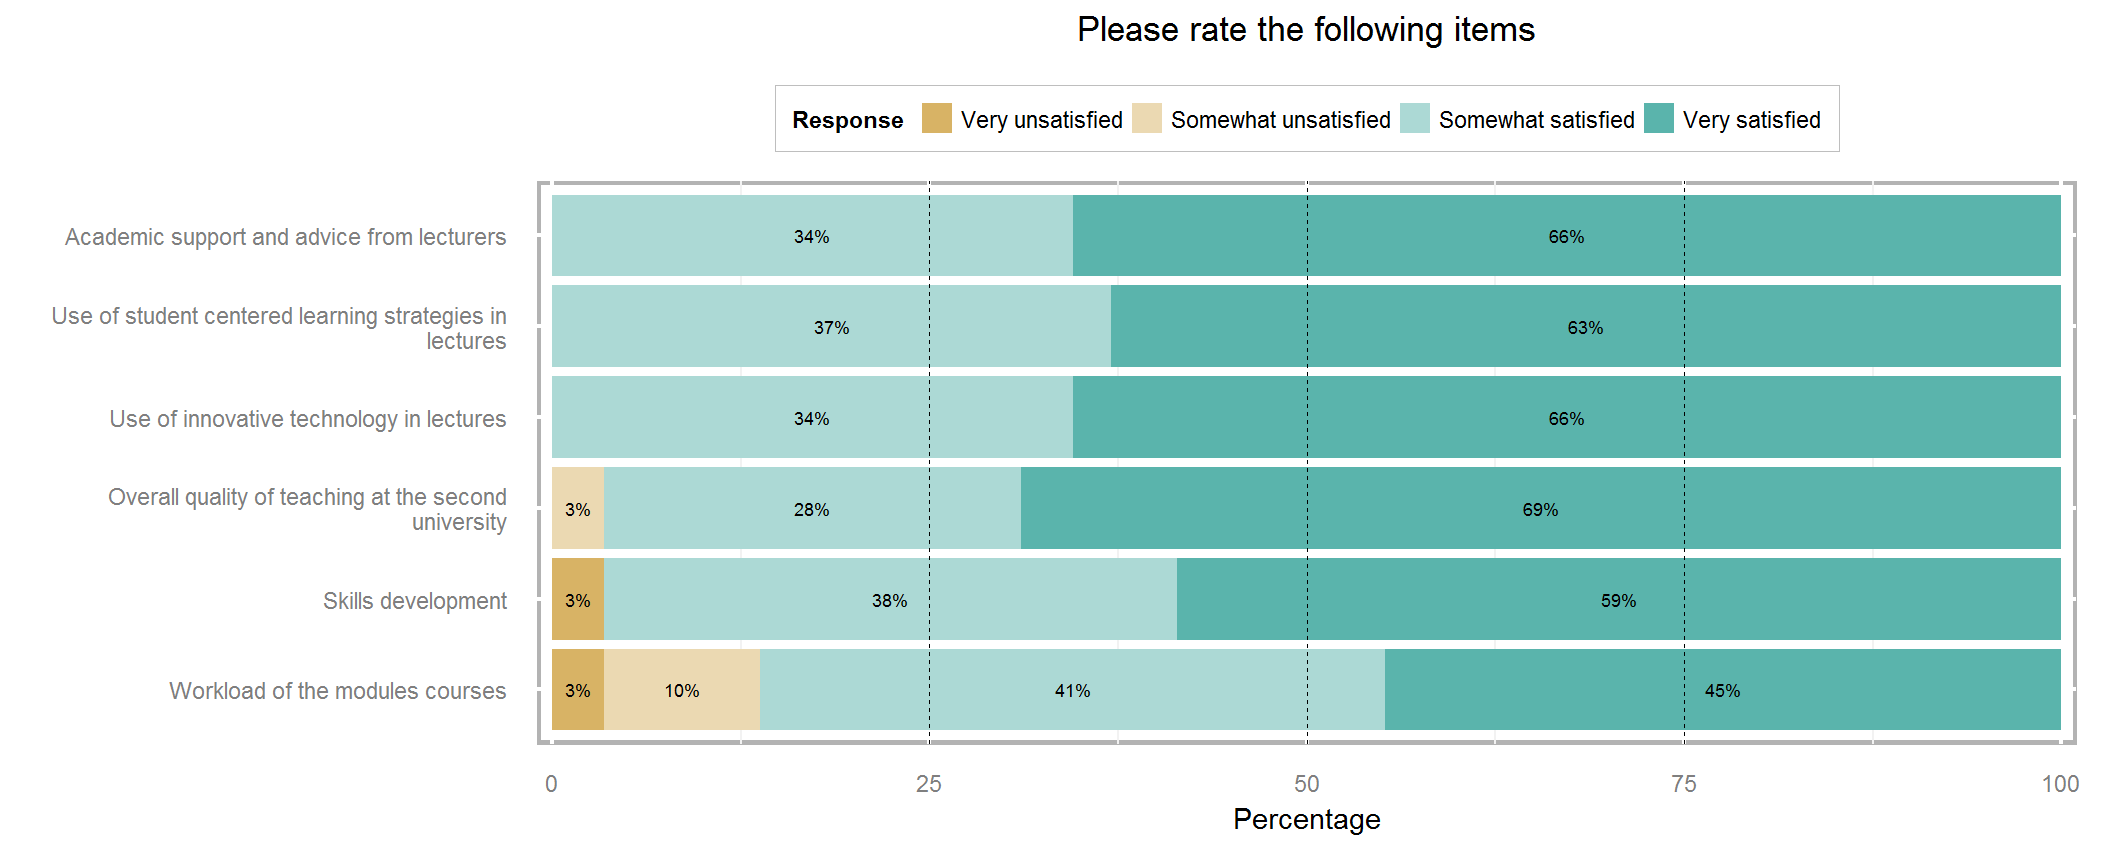 Please rate the following items
Response Very unsatisfied Somewhat unsatisfied Somewhat satisfied Very satisfied
Academic support and advice from lecturers 34% 66%
Use of student centered learning strategies in
lectures 37% 63%
Use of innovative technology in lectures 34% 66%
Overall quality of teaching at the second
university 3% 28% 69%
Skills development 3% 38% 59%
Workload of the modules courses 3% 10% 41% 45%
0 25 50 75 100
Percentage